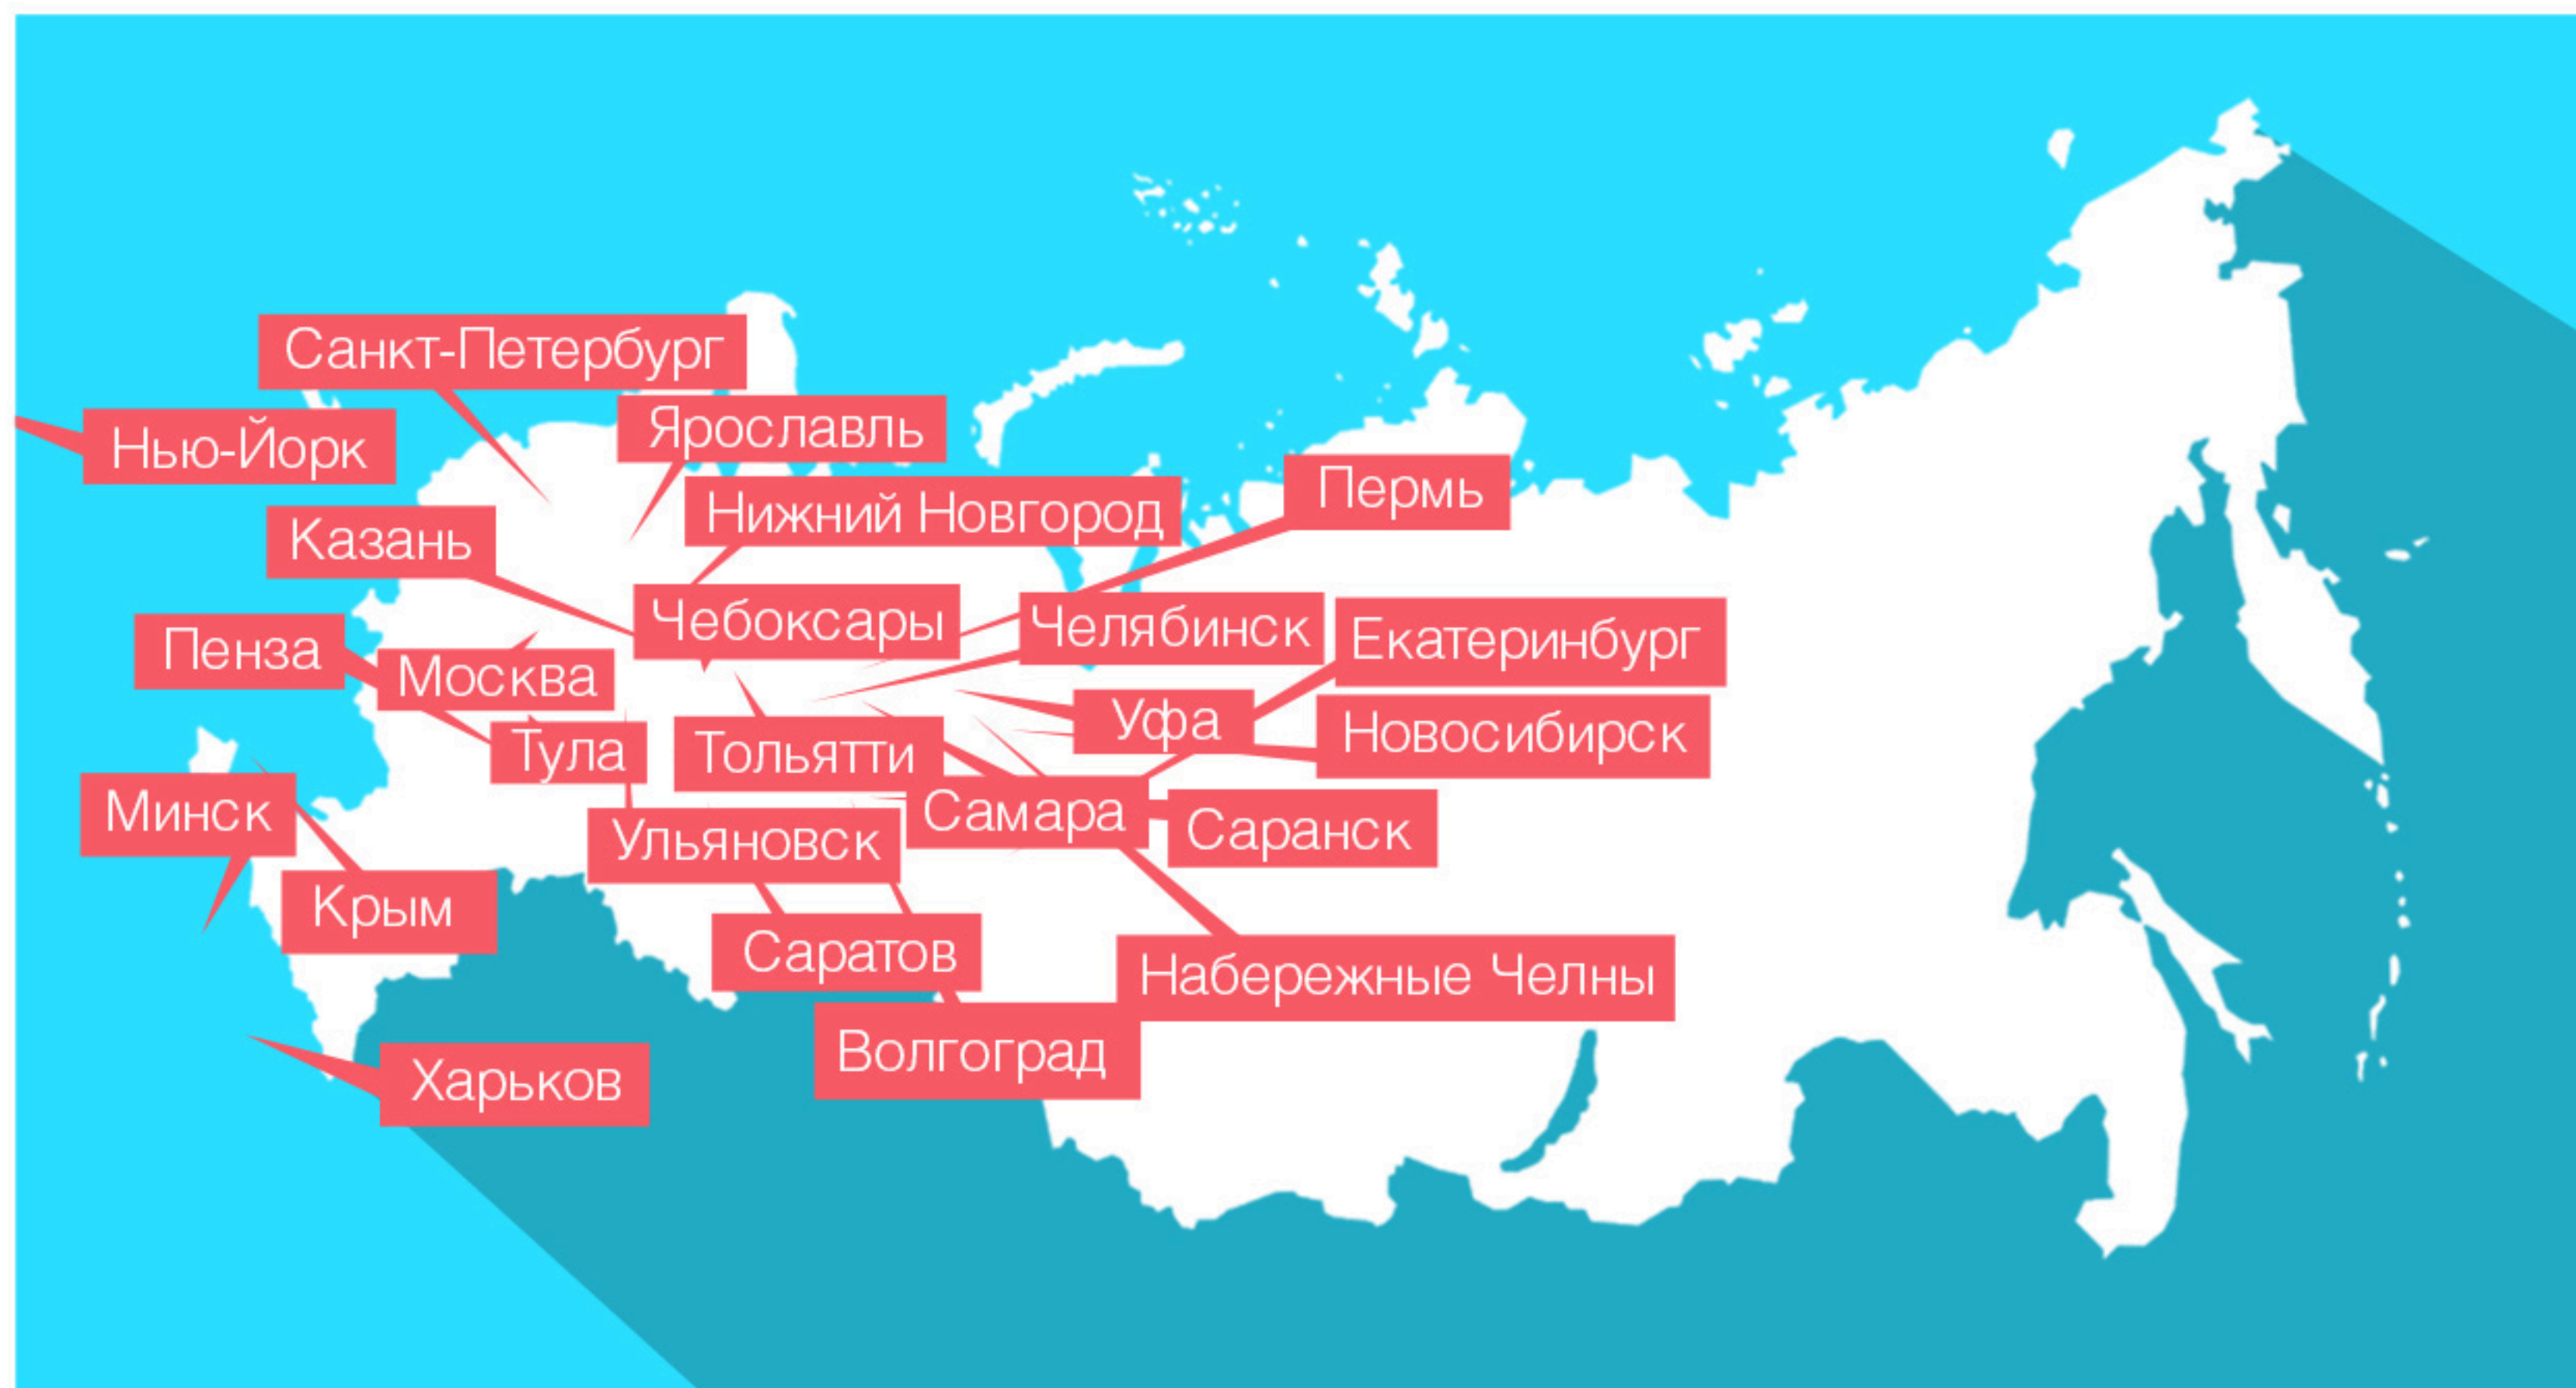 Санкт-Петербург
Ярославль
Нью-Йорк
Пермь
Нижний Новгород
Казань
Чебоксары
Челябинск
Екатеринбург
Пенза
Москва
Уфа
Новосибирск
Тула
Тольятти
Минск
Самара
Саранск
Ульяновск
Крым
Саратов
Набережные Челны
Волгоград
Харьков